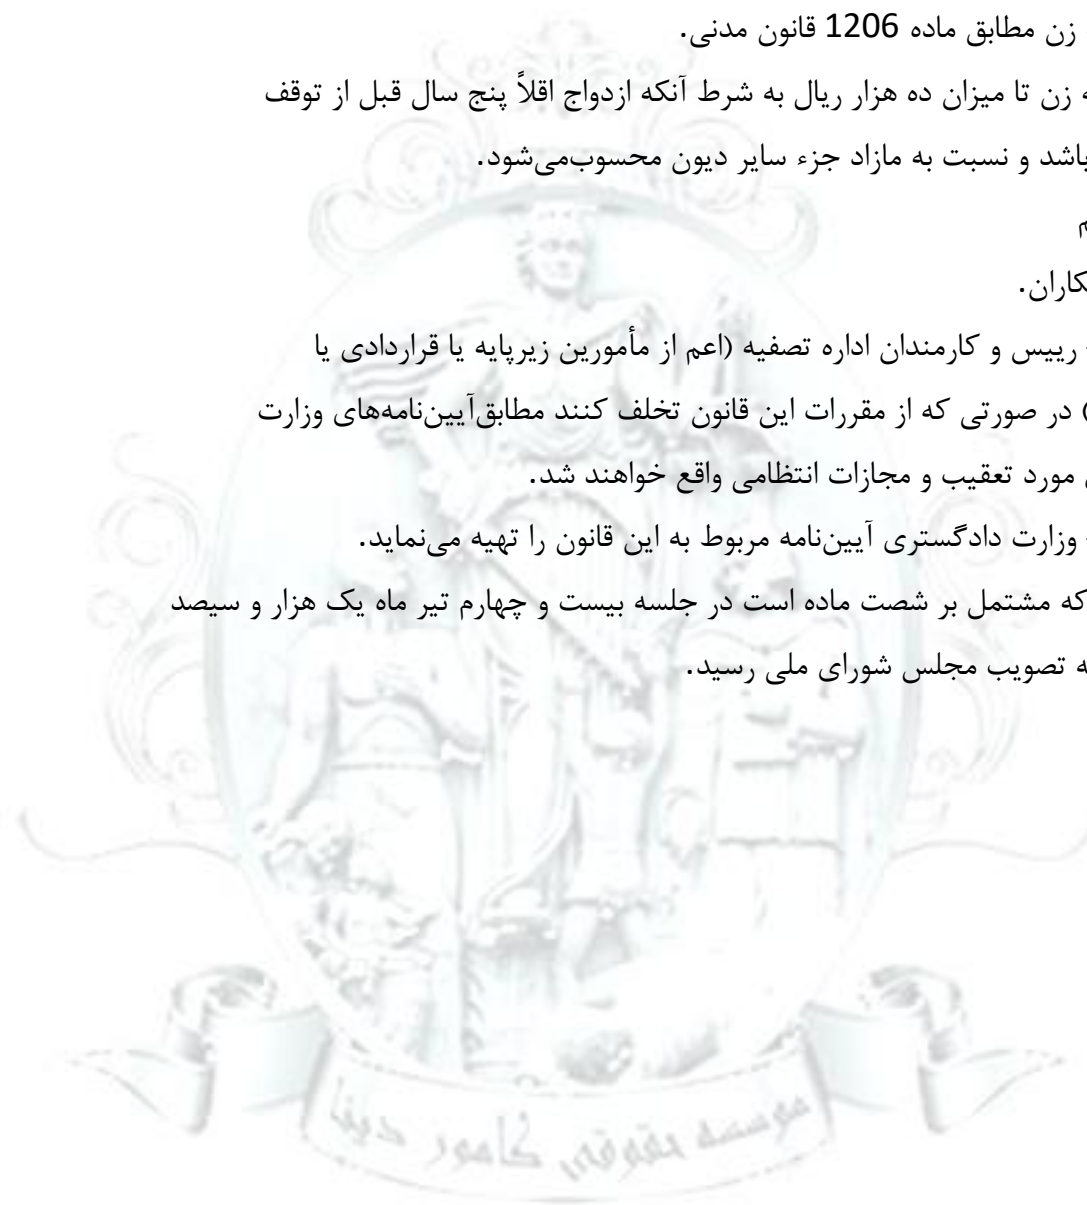 زن مطابق ماده 1206 قانون مدنی.
ه زن تا میزان ده هزار ریال به شرط آنکه ازدواج اقلاً پنج سال قبل از توقف
باشد و نسبت به مازاد جزء سایر دیون محسوب‌می‌شود.
م
کاران.
رییس و کارمندان اداره تصفیه (اعم از مأمورین زیرپایه یا قراردادی یا
) در صورتی که از مقررات این قانون تخلف کنند مطابق‌آیین‌نامه‌های وزارت
مورد تعقیب و مجازات انتظامی واقع خواهند شد.
وزارت دادگستری آیین‌نامه مربوط به این قانون را تهیه می‌نماید.
که مشتمل بر شصت ماده است در جلسه بیست و چهارم تیر ماه یک هزار و سیصد
ه تصویب مجلس شورای ملی رسید.
موسسه حقوقی کامور دینا